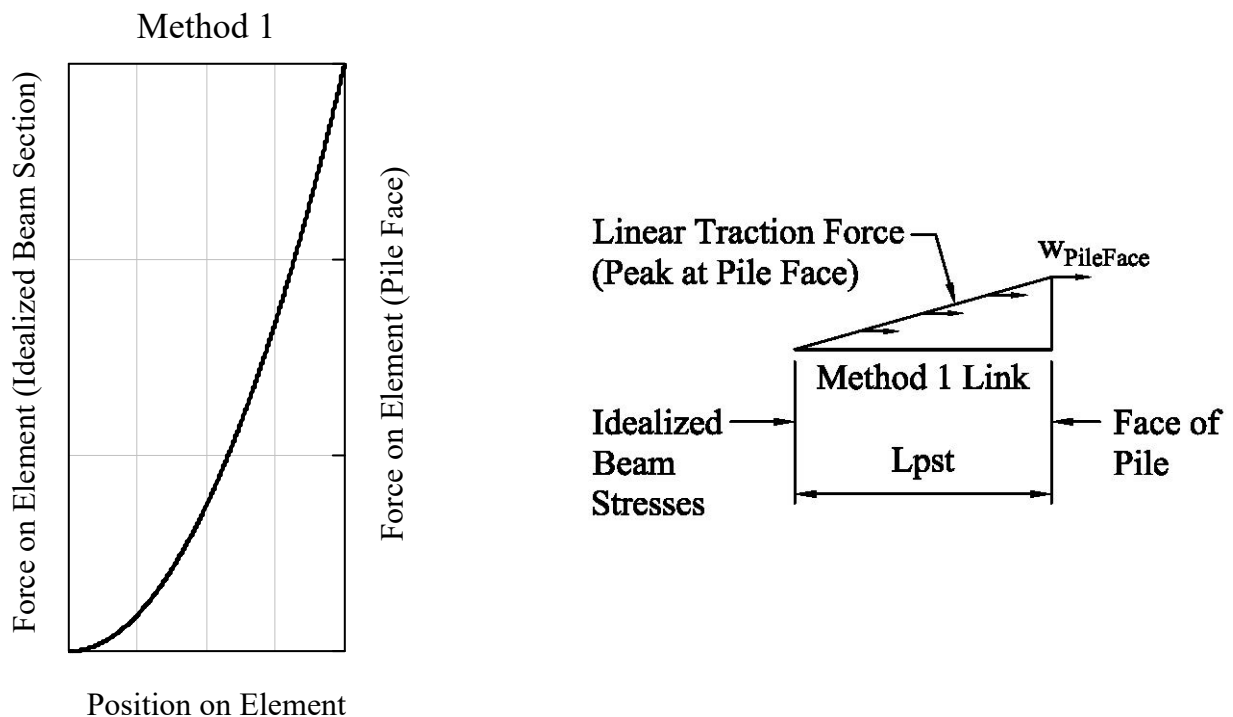 Method 1
Force on Element (Idealized Beam Section)
Force on Element (Pile Face)
Position on Element
Linear Traction Force
(Peak at Pile Face)
wPileFace
Method 1 Link
Idealized
Beam
Stresses
Lpst
Face of
Pile